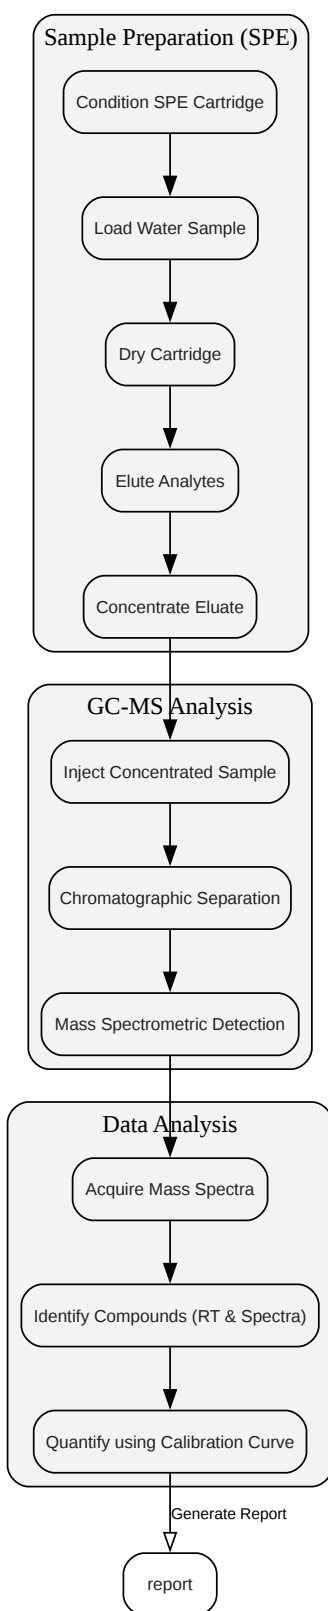 Sample Preparation (SPE)
Condition SPE Cartridge
Load Water Sample
Dry Cartridge
Elute Analytes
Concentrate Eluate
GC-MS Analysis
Inject Concentrated Sample
Chromatographic Separation
Mass Spectrometric Detection
Data Analysis
Acquire Mass Spectra
Identify Compounds (RT & Spectra)
Quantify using Calibration Curve
Generate Report
report